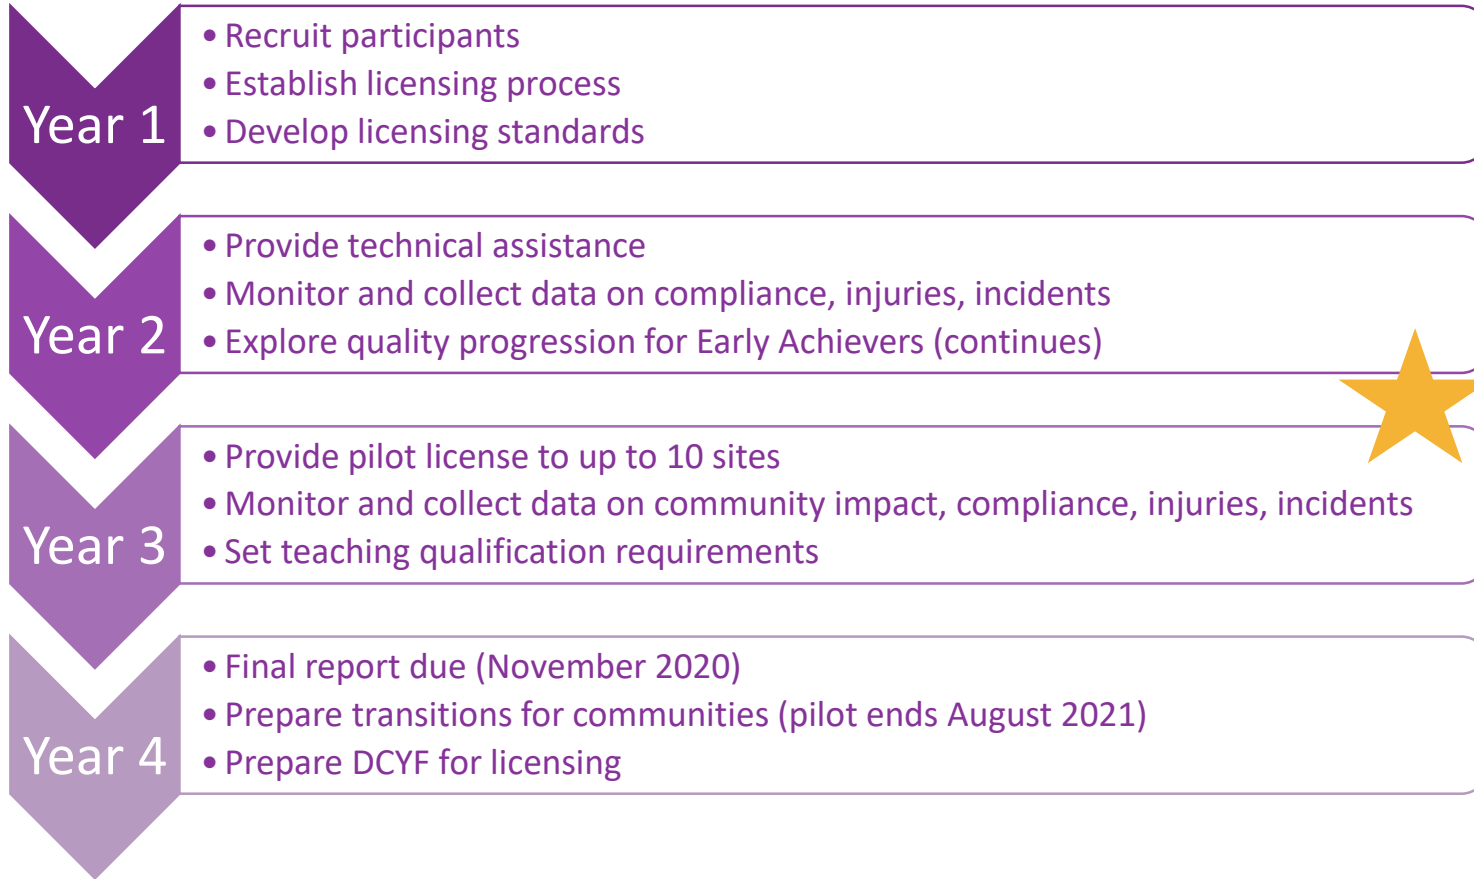 Year 1
• Recruit participants
• Establish licensing process
• Develop licensing standards
Year 2
• Provide technical assistance
• Monitor and collect data on compliance, injuries, incidents
• Explore quality progression for Early Achievers (continues)
Year 3
• Provide pilot license to up to 10 sites
• Monitor and collect data on community impact, compliance, injuries, incidents
• Set teaching qualification requirements
Year 4
• Final report due (November 2020)
• Prepare transitions for communities (pilot ends August 2021)
• Prepare DCYF for licensing